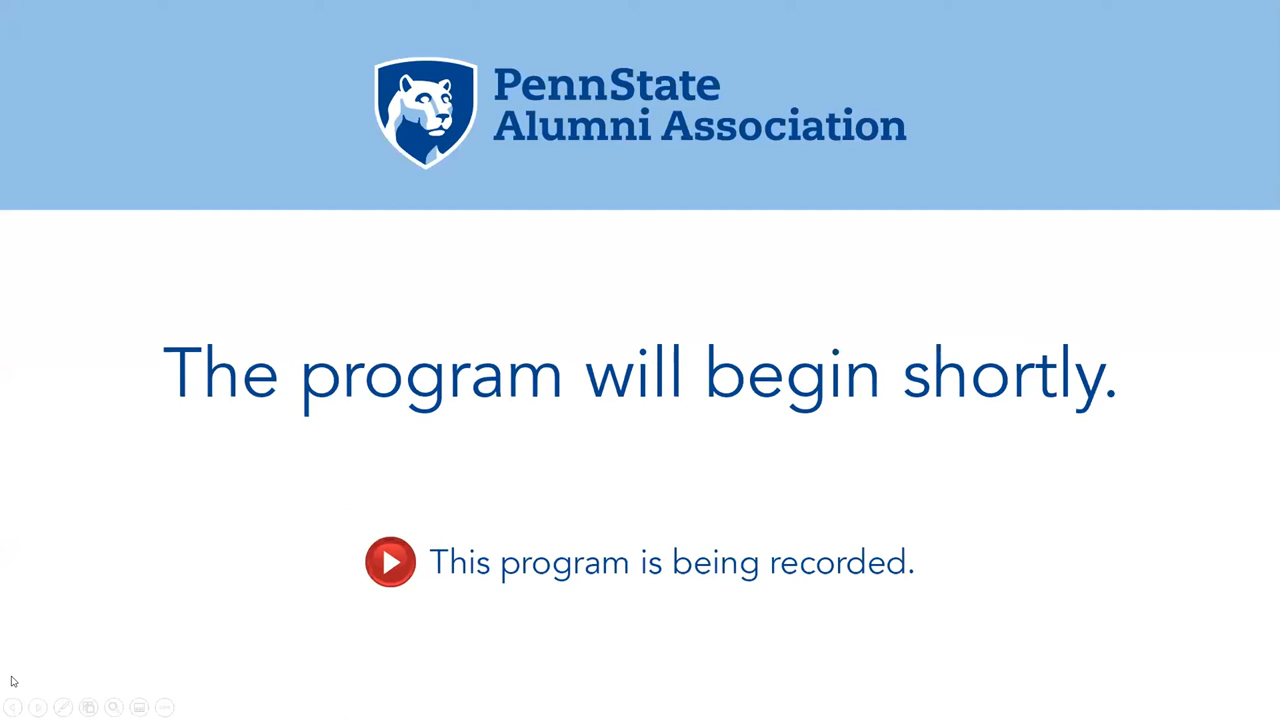 PennState
Alumni Association
The program will begin shortly.
This program is being recorded.